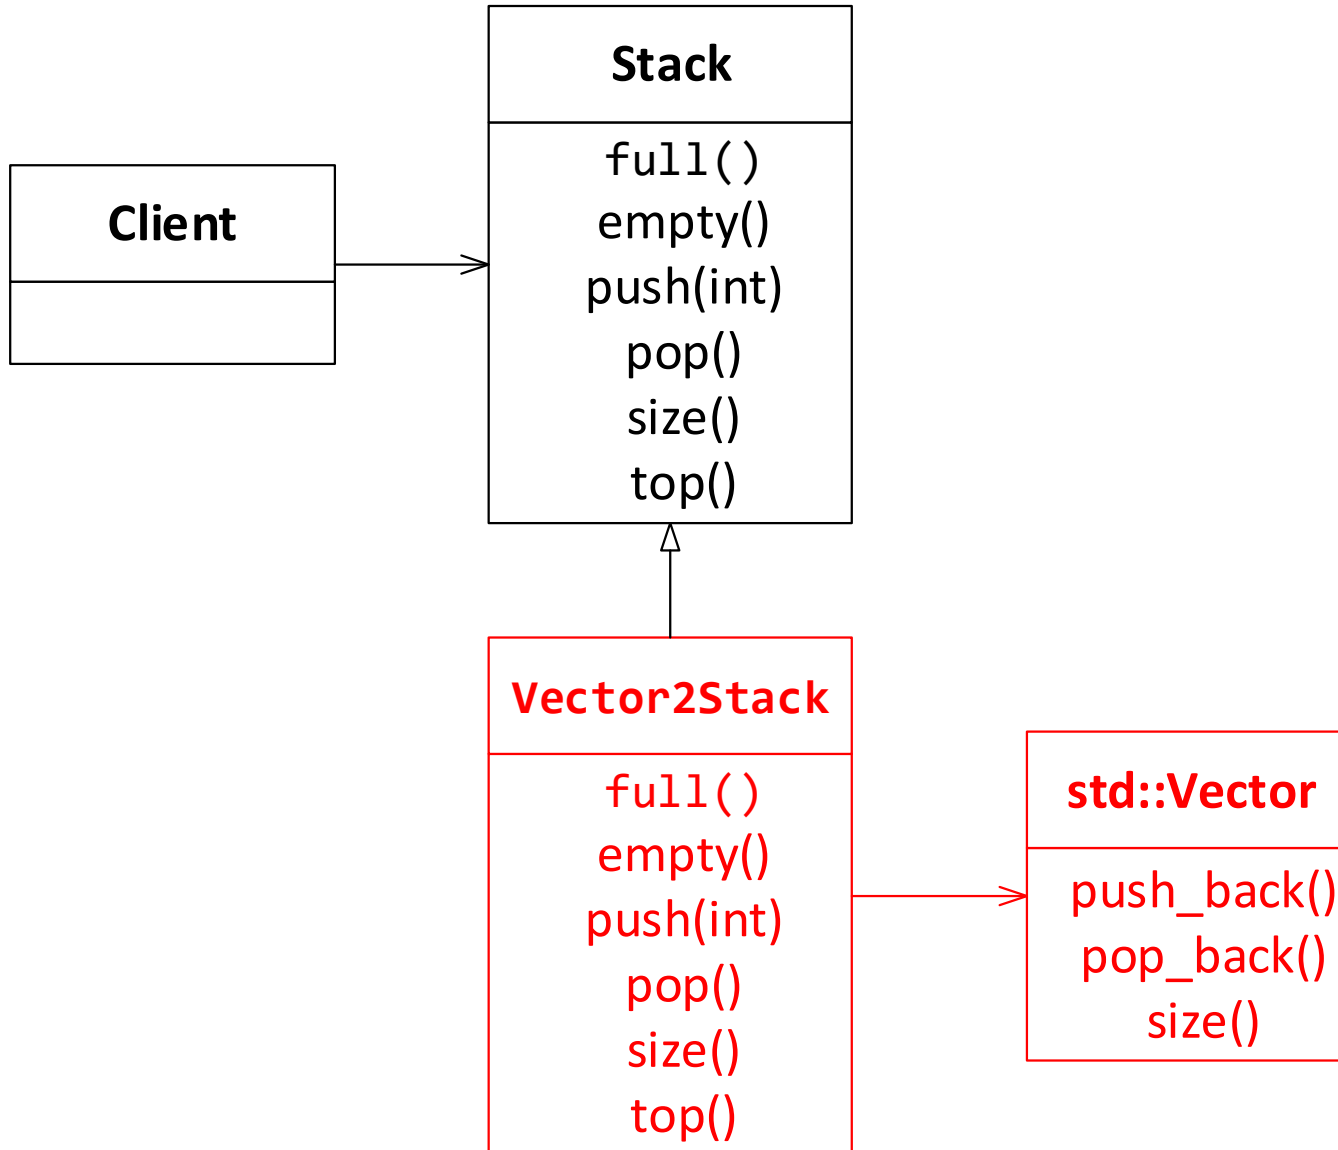 Stack
full()
empty()
push(int)
pop()
size()
top()
Client
Vector2Stack
full()
empty()
push(int)
pop()
size()
top()
std::Vector
push_back()
pop_back()
size()